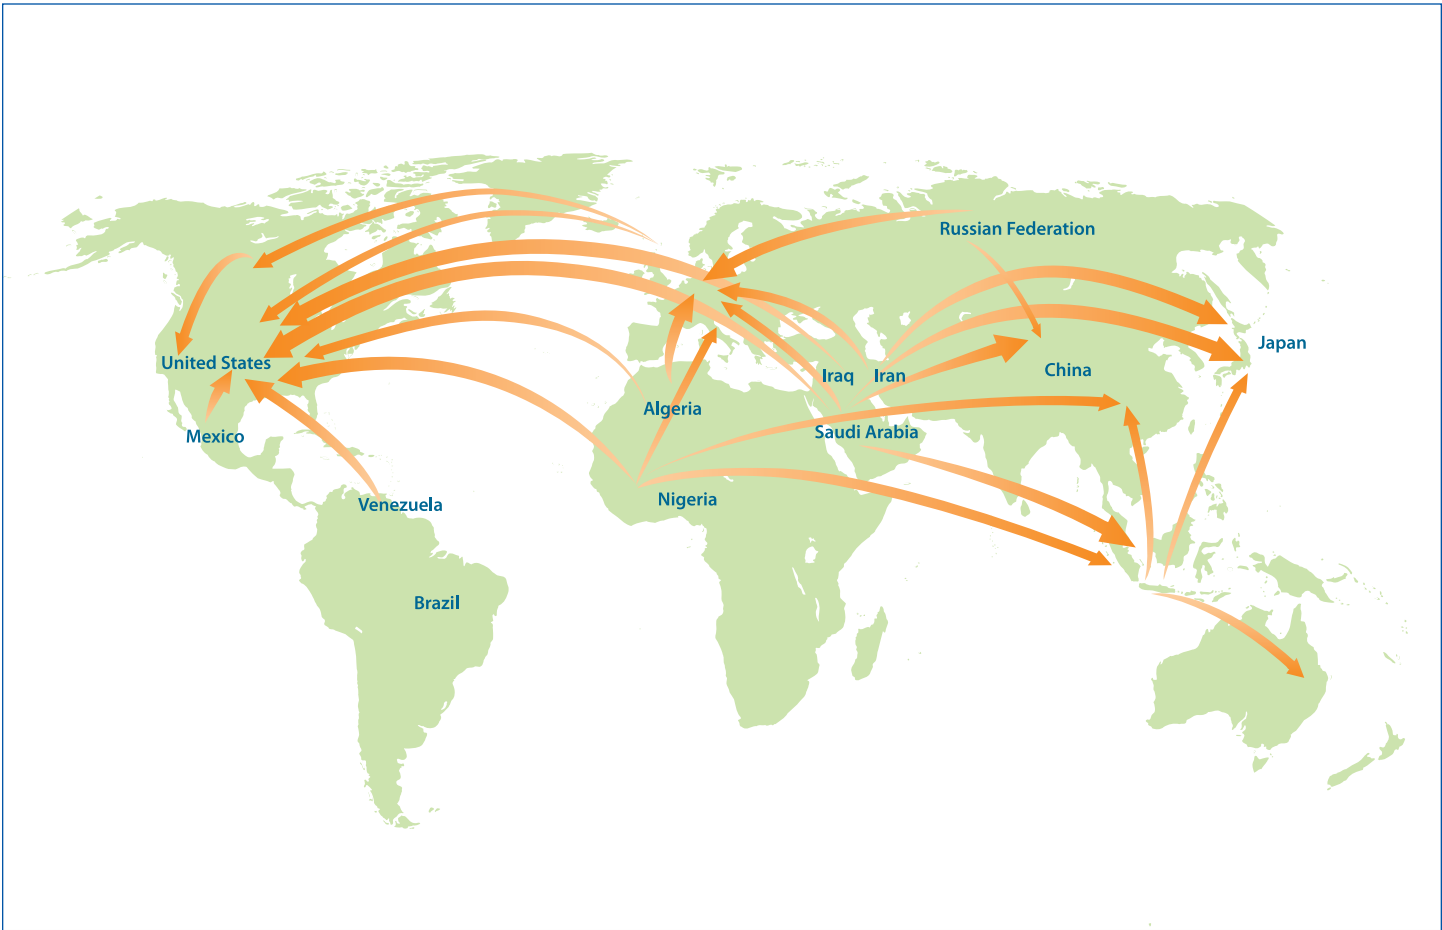 Russian Federation
Japan
United States
China
Iraq
Iran
Algeria
Saudi Arabia
Mexico
Nigeria
Venezuela
Brazil